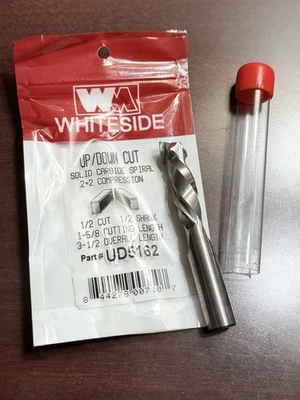 WM
WHITESIDE
UP/DOWN CUT
SOLID CARBIDE SPIRAL
2+2 COMPRESSION
1/2 CUT 1/2 SHANK
1-5/8 CUTTING LENGTH
3-1/2 OVERALL LENGTH
Part# UD5162